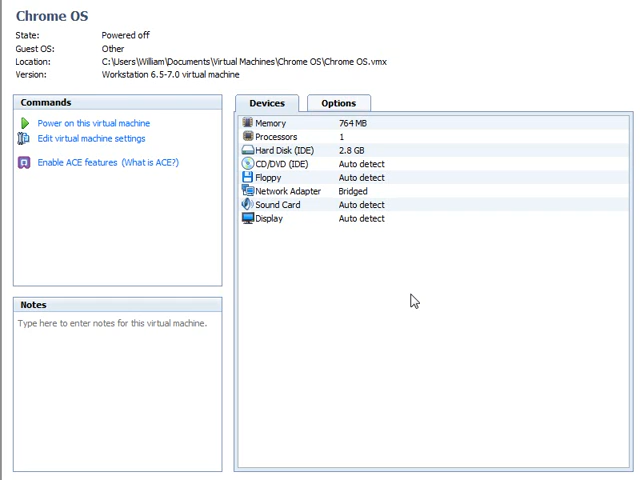 Chrome OS
State: Powered off
Guest OS: Other
Location: C:\Users\William\Documents\Virtual Machines\Chrome OS\Chrome OS.vmx
Version: Workstation 6.5-7.0 virtual machine
Commands
Power on this virtual machine
Edit virtual machine settings
Enable ACE features (What is ACE?)
Devices Options
Memory 764 MB
Processors 1
Hard Disk (IDE) 2.8 GB
CD/DVD (IDE) Auto detect
Floppy Auto detect
Network Adapter Bridged
Sound Card Auto detect
Display Auto detect
Notes
Type here to enter notes for this virtual machine.